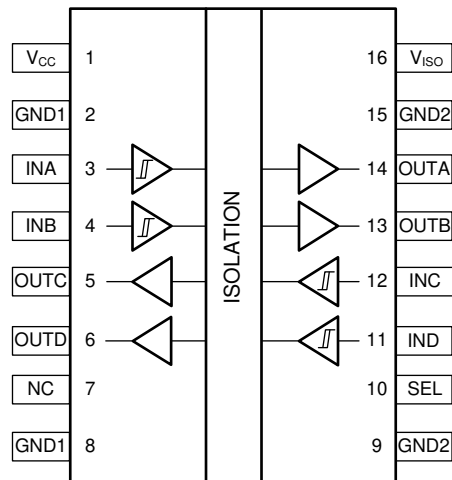 VCC 1 16 VISO
GND1 2 15 GND2
INA 3 14 OUTA
INB 4 13 OUTB
ISOLATION
OUTC 5 12 INC
OUTD 6 11 IND
NC 7 10 SEL
GND1 8 9 GND2